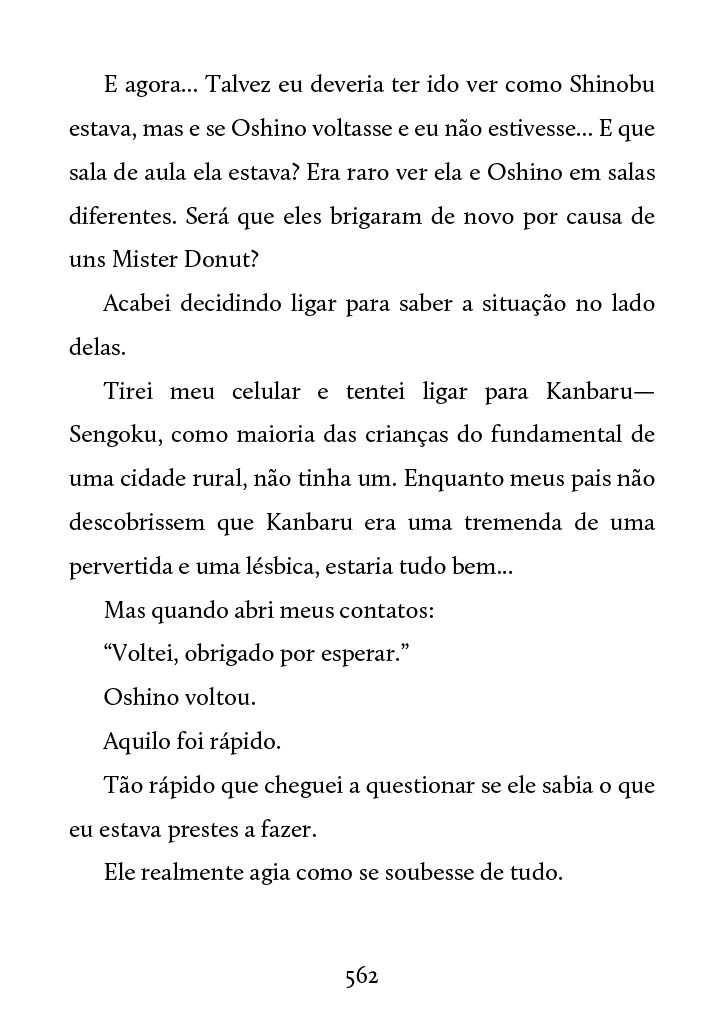 E agora... Talvez eu deveria ter ido ver como Shinobu
estava, mas e se Oshino voltasse e eu não estivesse... E que
sala de aula ela estava? Era raro ver ela e Oshino em salas
diferentes. Será que eles brigaram de novo por causa de
uns Mister Donut?
Acabei decidindo ligar para saber a situação no lado
delas.
Tirei meu celular e tentei ligar para Kanbaru—
Sengoku, como maioria das crianças do fundamental de
uma cidade rural, não tinha um. Enquanto meus pais não
descobrissem que Kanbaru era uma tremenda de uma
pervertida e uma lésbica, estaria tudo bem...
Mas quando abri meus contatos:
“Voltei, obrigado por esperar.”
Oshino voltou.
Aquilo foi rápido.
Tão rápido que cheguei a questionar se ele sabia o que
eu estava prestes a fazer.
Ele realmente agia como se soubesse de tudo.
562